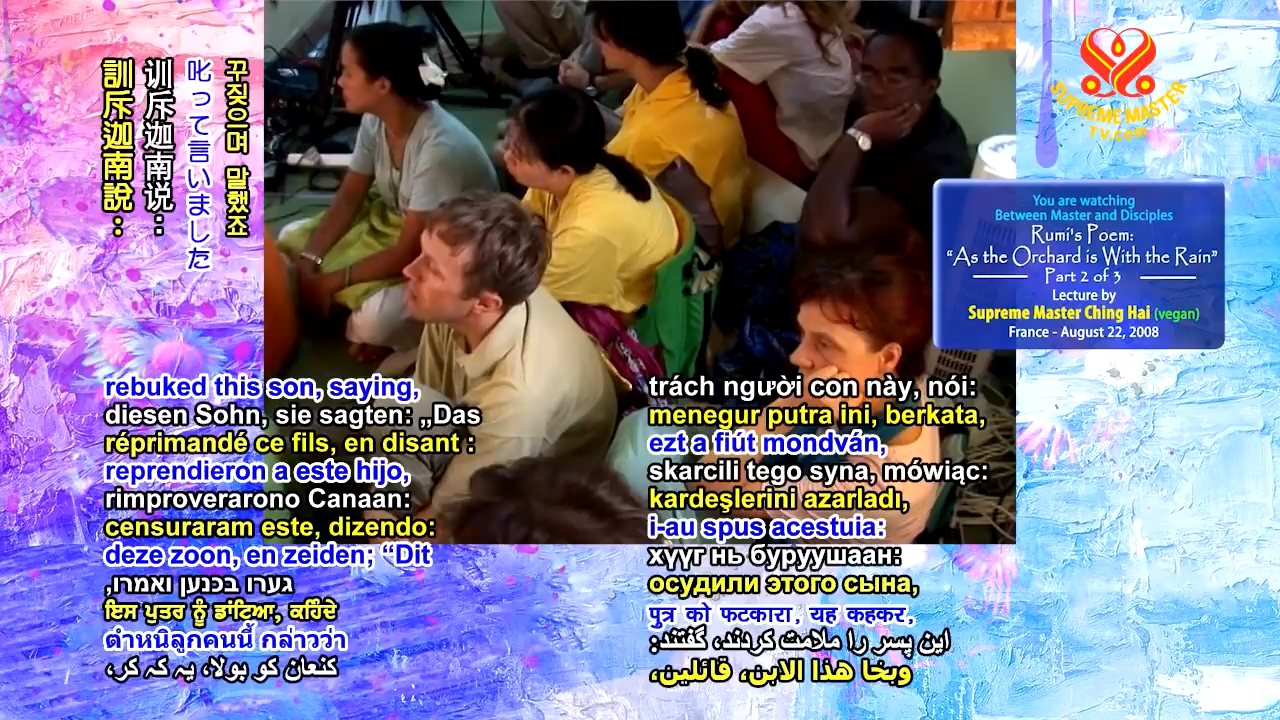 訓斥迦南說：
训斥迦南说：
叱って言いました
꾸짖으며 말했죠
SUPREME MASTER
TV.com
You are watching
Between Master and Disciples
Rumi's Poem:
“As the Orchard is With the Rain”
Part 2 of 3
Lecture by
Supreme Master Ching Hai (vegan)
France - August 22, 2008
rebuked this son, saying,
diesen Sohn, sie sagten: „Das
réprimandé ce fils, en disant :
reprendieron a este hijo,
rimproverarono Canaan:
censuraram este, dizendo:
deze zoon, en zeiden; “Dit
גערו בכנען ואמרו,
ਇਸ ਪੁਤਰ ਨੂੰ ਡਾਂਟਿਆ, ਕਹਿੰਦੇ
ตำหนิลูกคนนี้ กล่าวว่า
کنعان کو بولا، یہ کہ کر،
trách người con này, nói:
menegur putra ini, berkata,
ezt a fiút mondván,
skarcili tego syna, mówiąc:
kardeşlerini azarladı,
i-au spus acestuia:
хүүг нь буруушаан:
осудили этого сына,
पुत्र को फटकारा, यह कहकर,
این پسر را ملامت کردند، گفتند:
وبخا هذا الابن، قائلين،